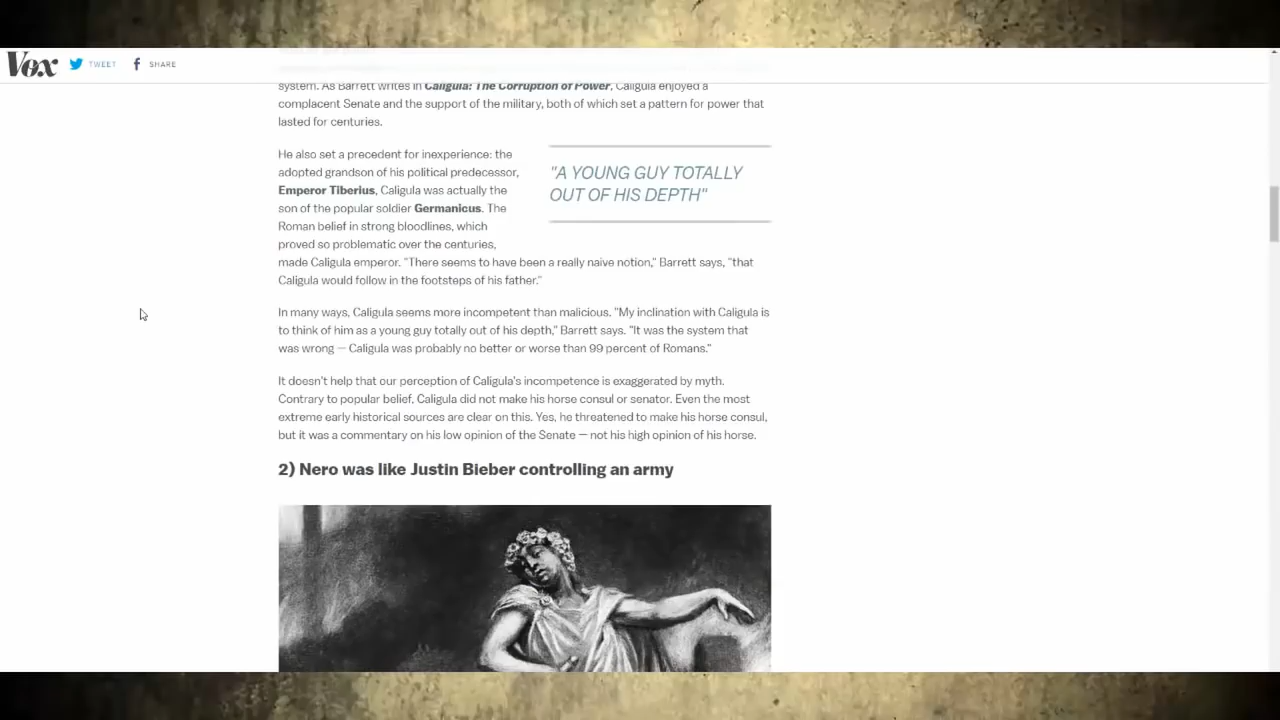 Vox TWEET SHARE
system. As Barrett writes in Caligula: The Corruption of Power, Caligula enjoyed a
complacent Senate and the support of the military, both of which set a pattern for power that
lasted for centuries.
He also set a precedent for inexperience: the
adopted grandson of his political predecessor,
Emperor Tiberius, Caligula was actually the
son of the popular soldier Germanicus. The
Roman belief in strong bloodlines, which
proved so problematic over the centuries,
made Caligula emperor. "There seems to have been a really naive notion," Barrett says, "that
Caligula would follow in the footsteps of his father."
"A YOUNG GUY TOTALLY
OUT OF HIS DEPTH"
In many ways, Caligula seems more incompetent than malicious. "My inclination with Caligula is
to think of him as a young guy totally out of his depth," Barrett says. "It was the system that
was wrong — Caligula was probably no better or worse than 99 percent of Romans."
It doesn't help that our perception of Caligula's incompetence is exaggerated by myth.
Contrary to popular belief, Caligula did not make his horse consul or senator. Even the most
extreme early historical sources are clear on this. Yes, he threatened to make his horse consul,
but it was a commentary on his low opinion of the Senate — not his high opinion of his horse.
2) Nero was like Justin Bieber controlling an army